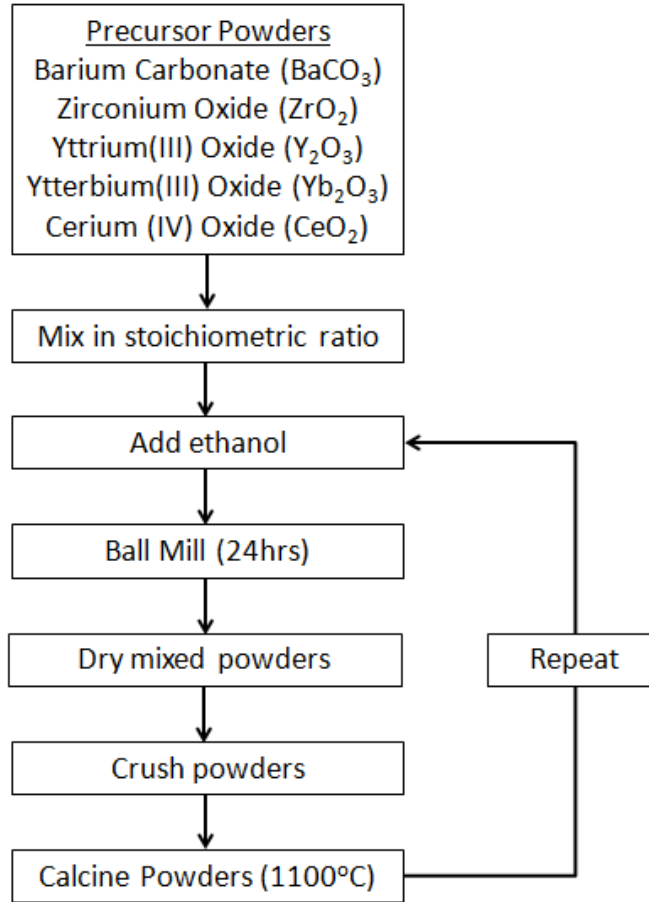 Precursor Powders
Barium Carbonate (BaCO₃)
Zirconium Oxide (ZrO₂)
Yttrium(III) Oxide (Y₂O₃)
Ytterbium(III) Oxide (Yb₂O₃)
Cerium (IV) Oxide (CeO₂)
Mix in stoichiometric ratio
Add ethanol
Ball Mill (24hrs)
Dry mixed powders
Repeat
Crush powders
Calcine Powders (1100°C)